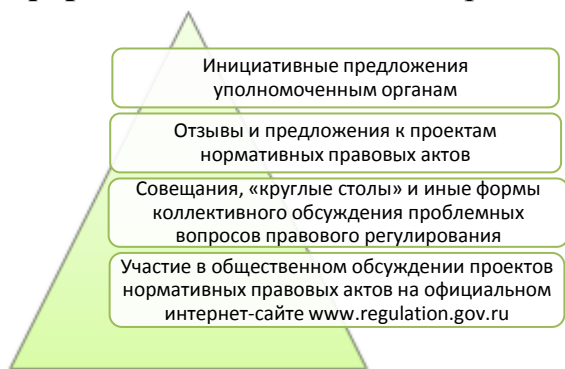 Инициативные предложения
уполномоченным органам
Отзывы и предложения к проектам
нормативных правовых актов
Совещания, «круглые столы» и иные формы
коллективного обсуждения проблемных
вопросов правового регулирования
Участие в общественном обсуждении проектов
нормативных правовых актов на официальном
интернет-сайте www.regulation.gov.ru